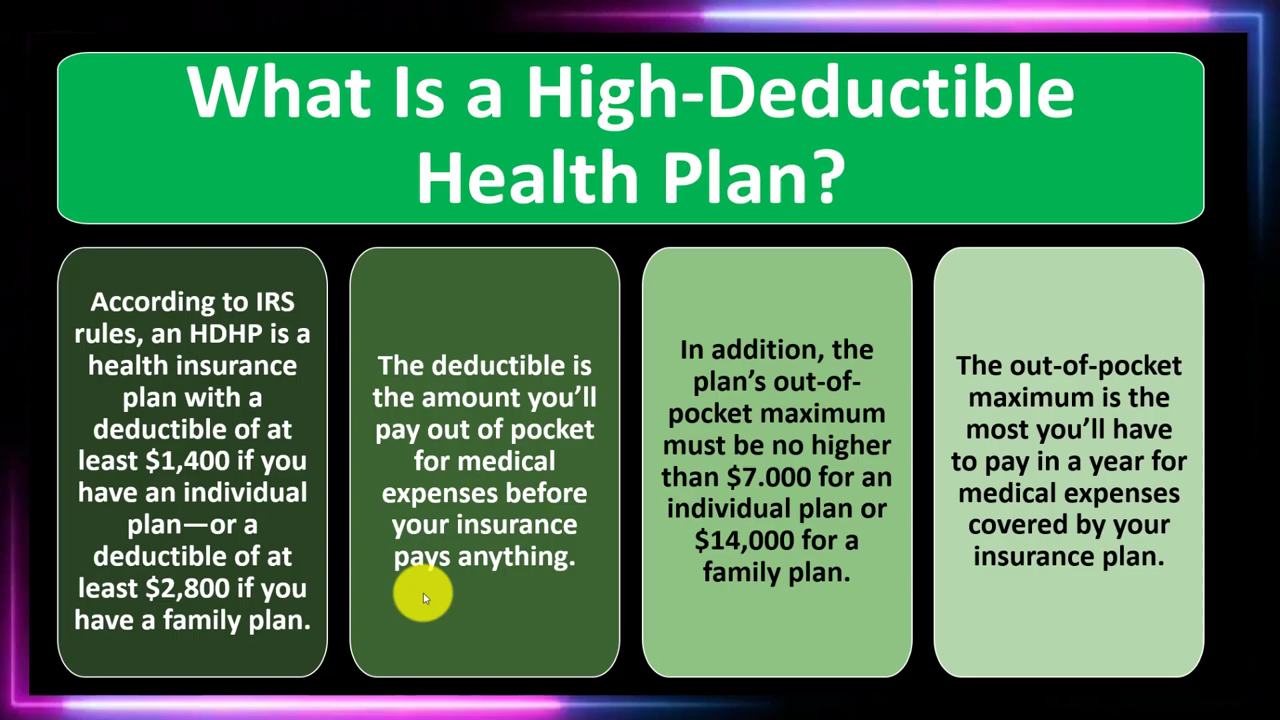 What Is a High-Deductible
Health Plan?
According to IRS
rules, an HDHP is a
health insurance
plan with a
deductible of at
least $1,400 if you
have an individual
plan—or a
deductible of at
least $2,800 if you
have a family plan.
The deductible is
the amount you’ll
pay out of pocket
for medical
expenses before
your insurance
pays anything.
In addition, the
plan’s out-of-
pocket maximum
must be no higher
than $7.000 for an
individual plan or
$14,000 for a
family plan.
The out-of-pocket
maximum is the
most you’ll have
to pay in a year for
medical expenses
covered by your
insurance plan.